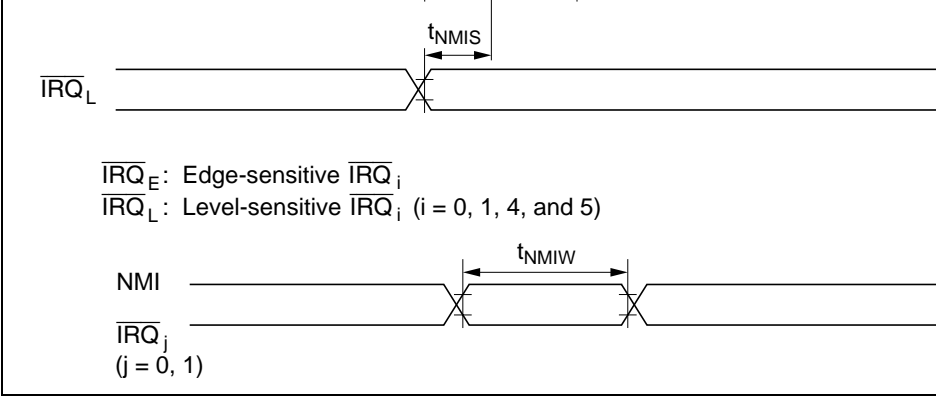 tNMIS
IRQL
IRQE: Edge-sensitive IRQi
IRQL: Level-sensitive IRQi (i = 0, 1, 4, and 5)
tNMIW
NMI
IRQj
(j = 0, 1)